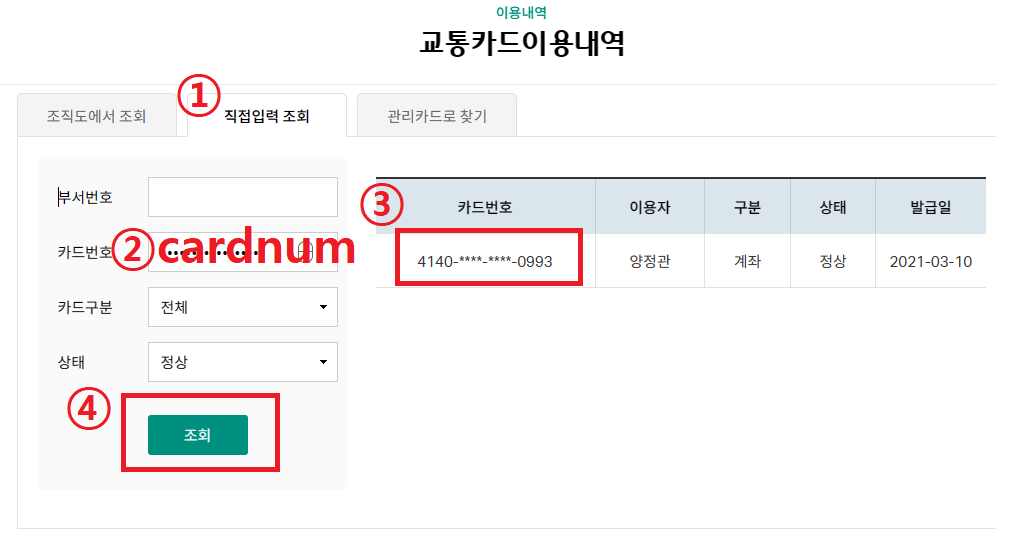 이용내역
교통카드이용내역
조직도에서 조회
① 직접입력 조회
관리카드로 찾기
부서번호
카드번호 ②cardnum
카드구분 전체
상태 정상
④
조회
③ 카드번호 이용자 구분 상태 발급일
4140-****-****-0993 양정관 계좌 정상 2021-03-10